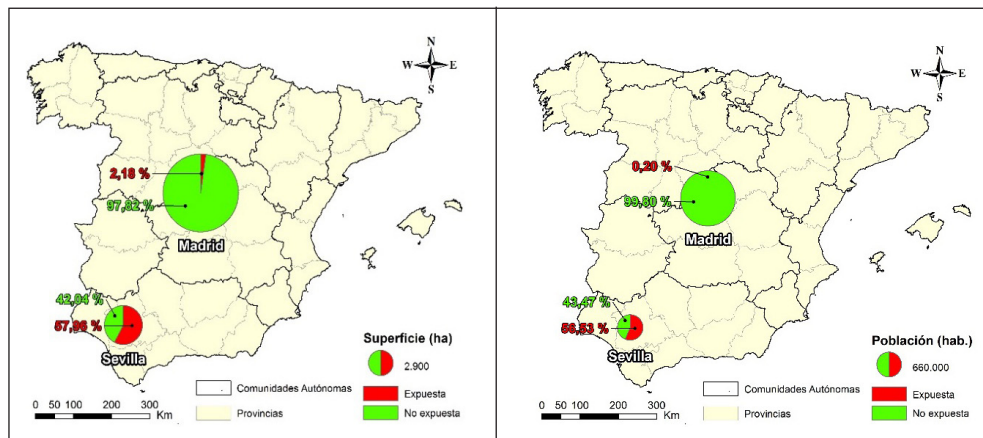 N
W E
S
2,18 %
97,82 %
Madrid
42,04 %
57,96 %
Sevilla
Superficie (ha)
2.900
Comunidades Autónomas
Expuesta
Provincias
No expuesta
0 50 100 200 300
Km
N
W E
S
0,20 %
99,80 %
Madrid
43,47 %
56,53 %
Sevilla
Población (hab.)
660.000
Comunidades Autónomas
Expuesta
Provincias
No expuesta
0 50 100 200 300
Km